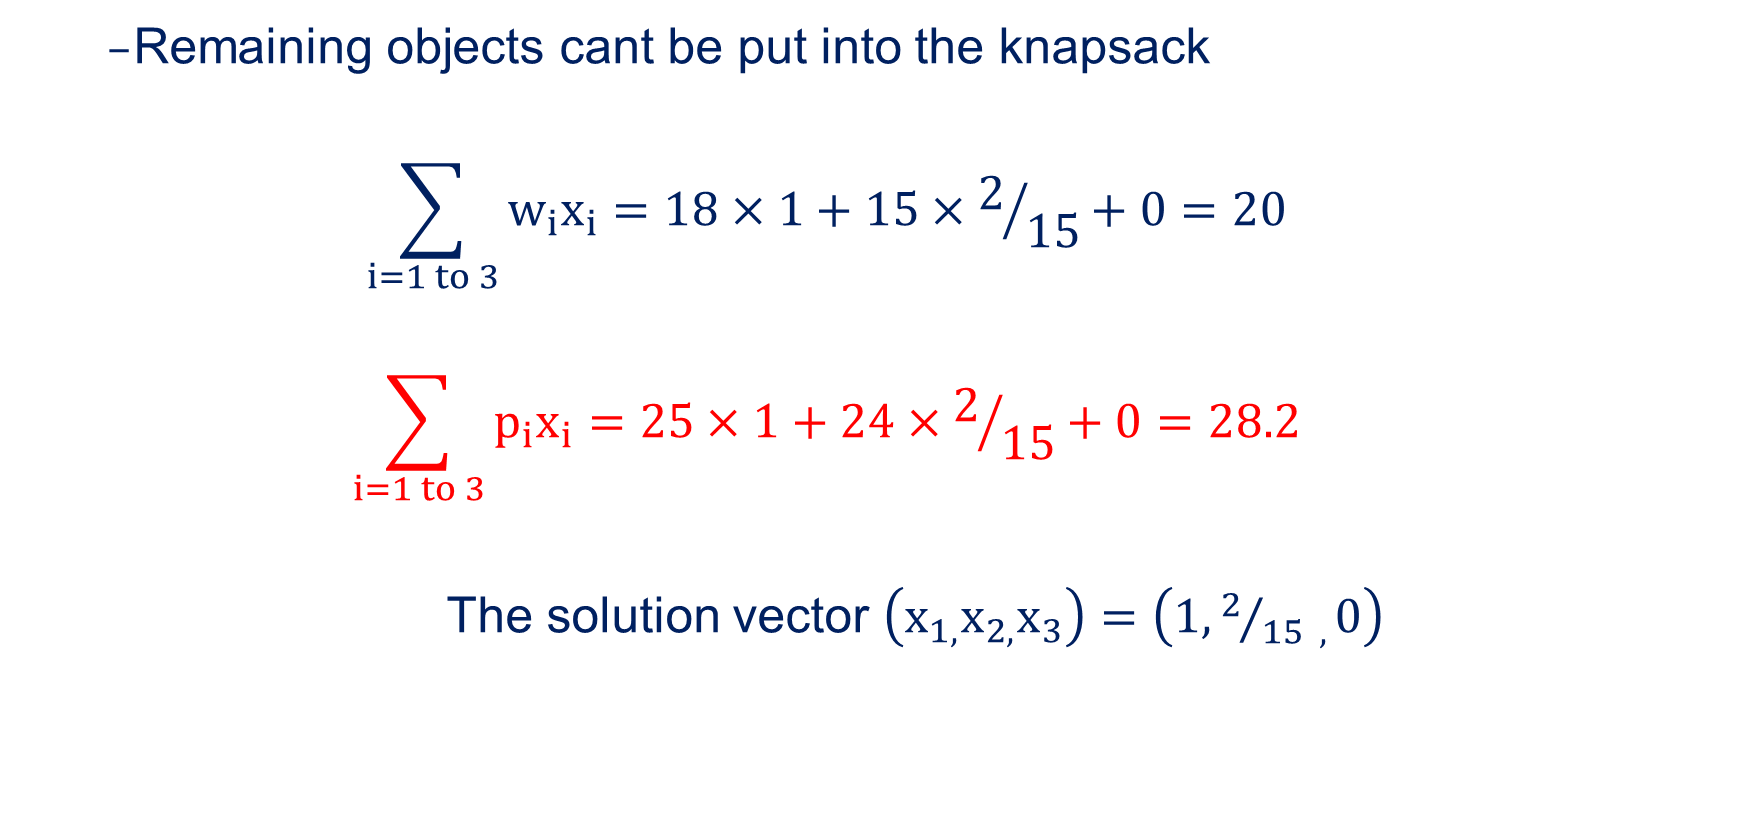 –Remaining objects cant be put into the knapsack
∑ wᵢxᵢ = 18 × 1 + 15 × 2/15 + 0 = 20
i=1 to 3
∑ pᵢxᵢ = 25 × 1 + 24 × 2/15 + 0 = 28.2
i=1 to 3
The solution vector (x₁,x₂,x₃) = (1, 2/15 , 0)